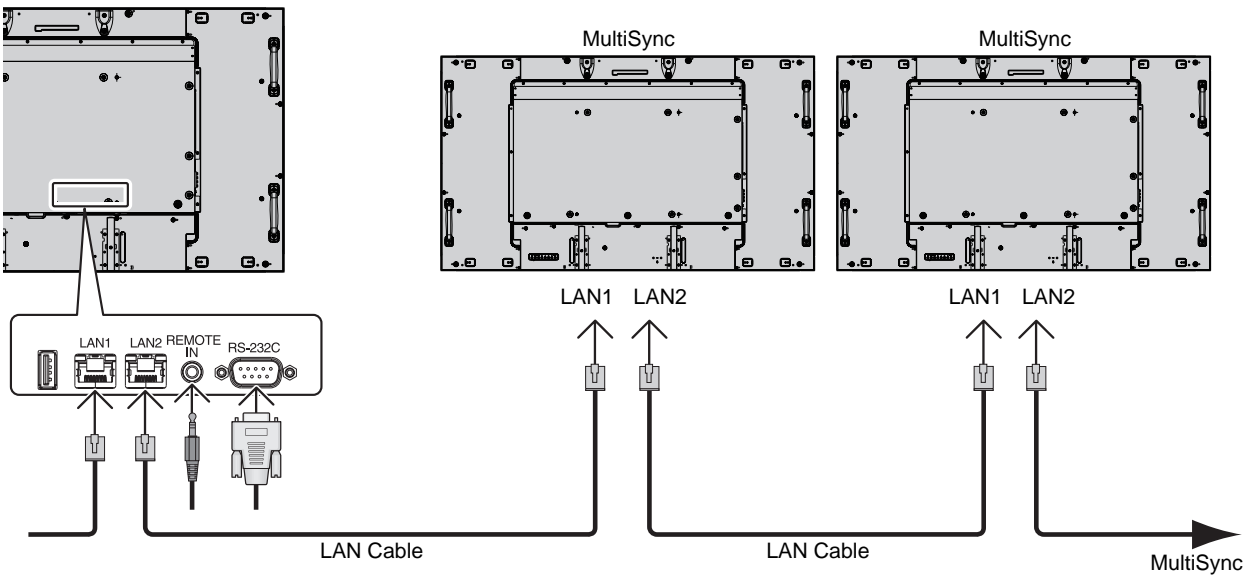 MultiSync
MultiSync
LAN1 LAN2
LAN1 LAN2
LAN1
LAN2
REMOTE
IN
RS-232C
LAN Cable
LAN Cable
MultiSync